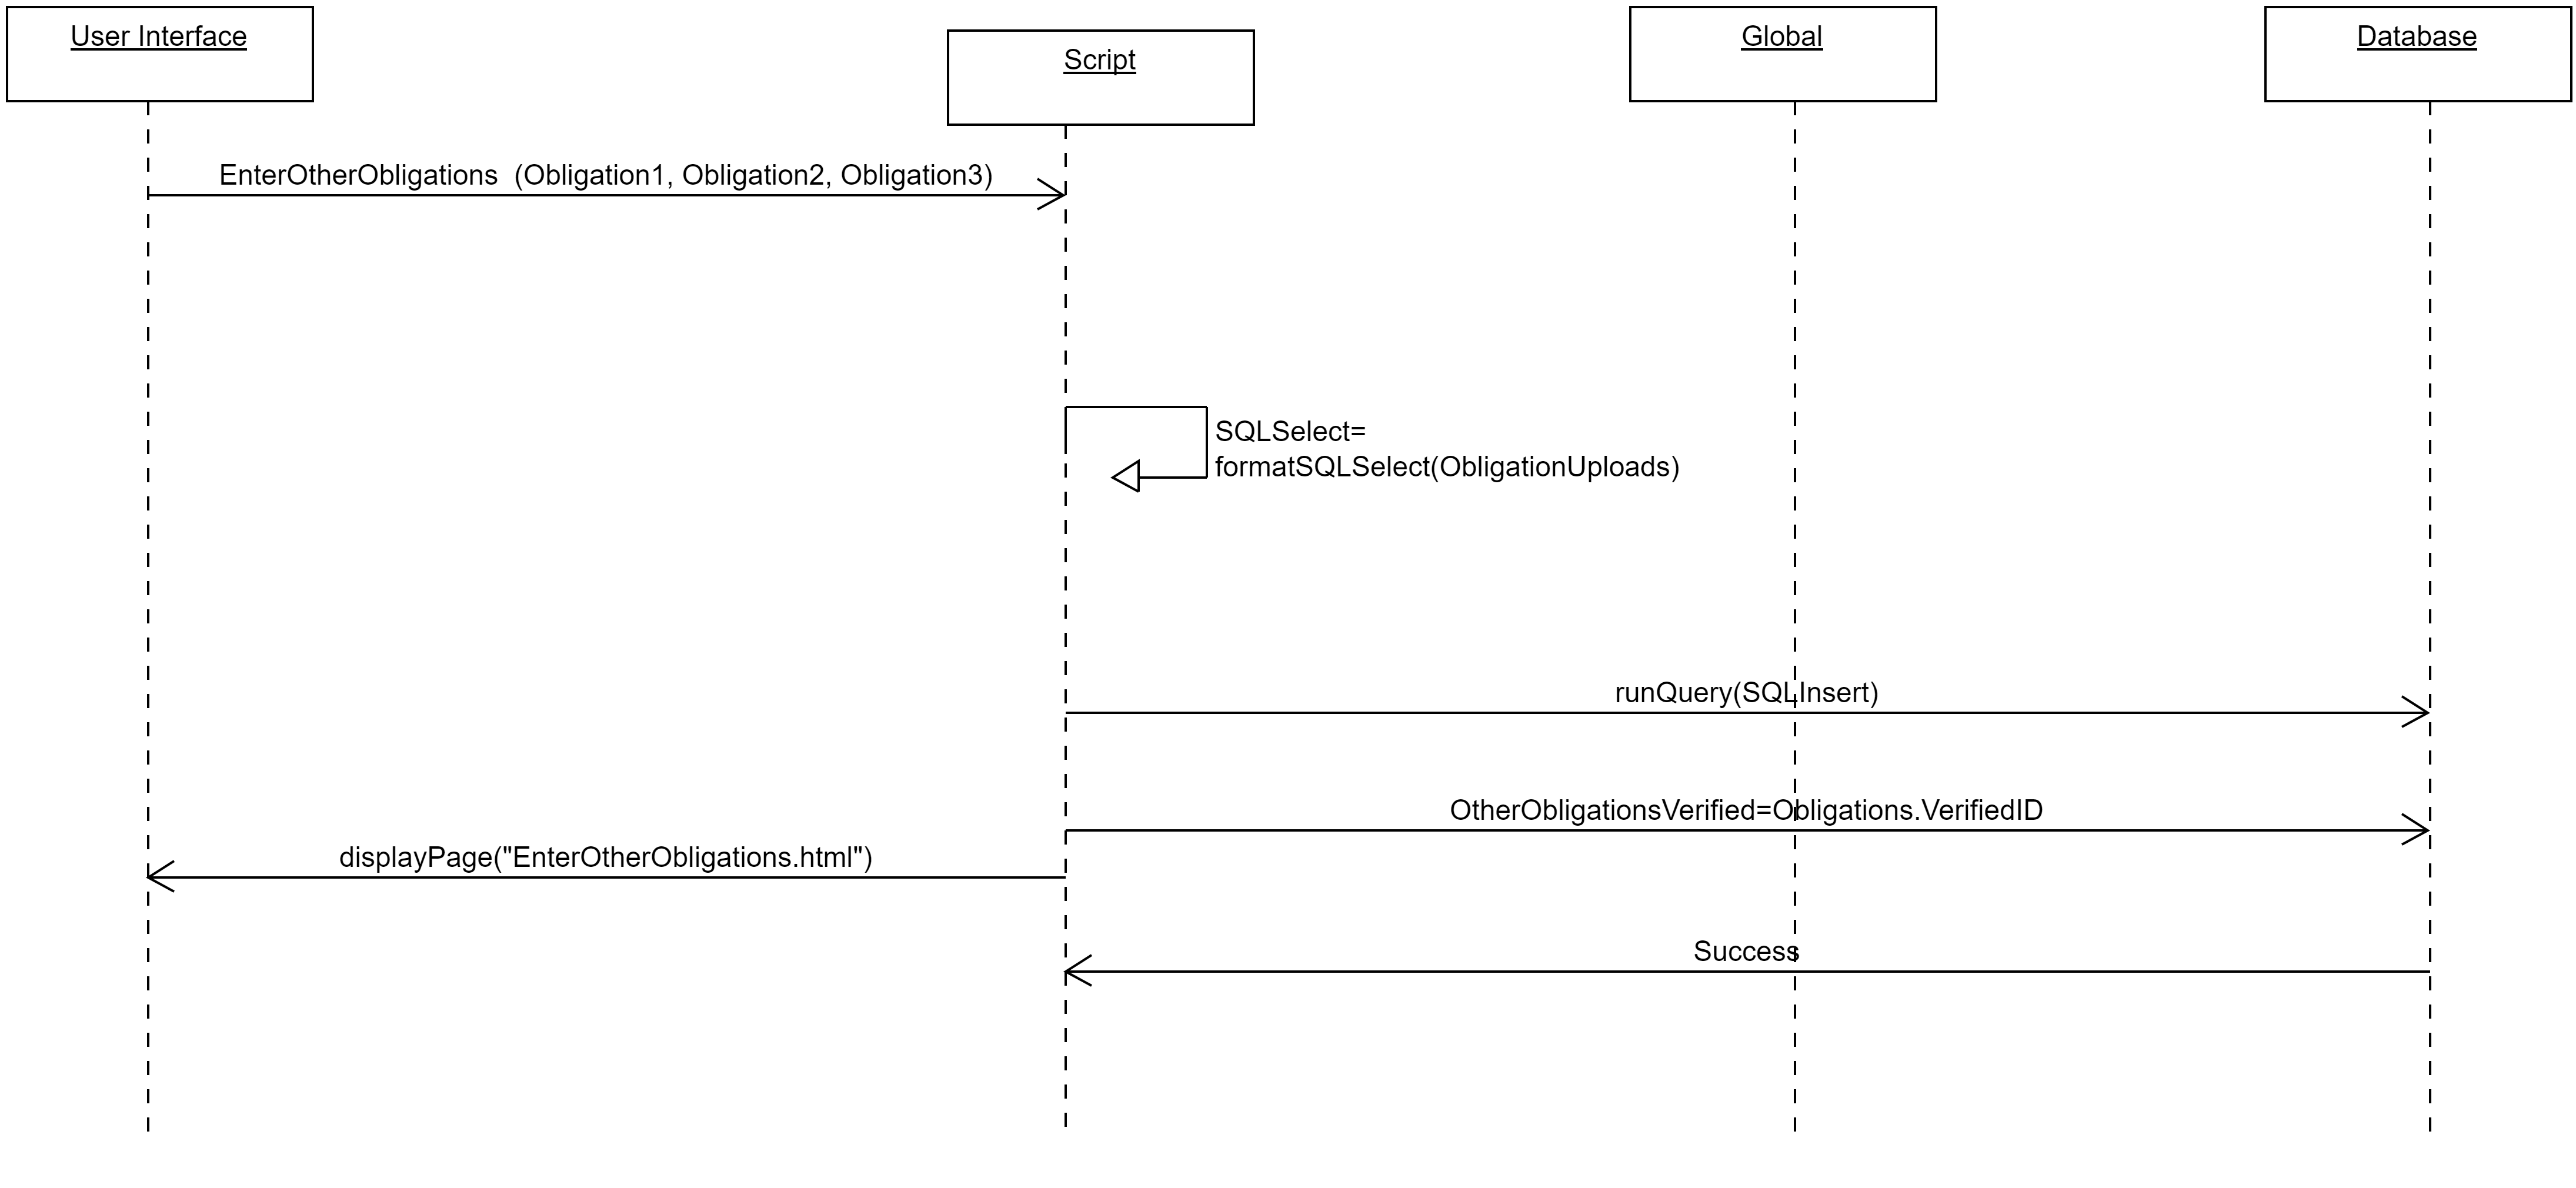 User Interface
Script
Global
Database
EnterOtherObligations  (Obligation1, Obligation2, Obligation3)
SQLSelect=
formatSQLSelect(ObligationUploads)
runQuery(SQLInsert)
OtherObligationsVerified=Obligations.VerifiedID
displayPage("EnterOtherObligations.html")
Success